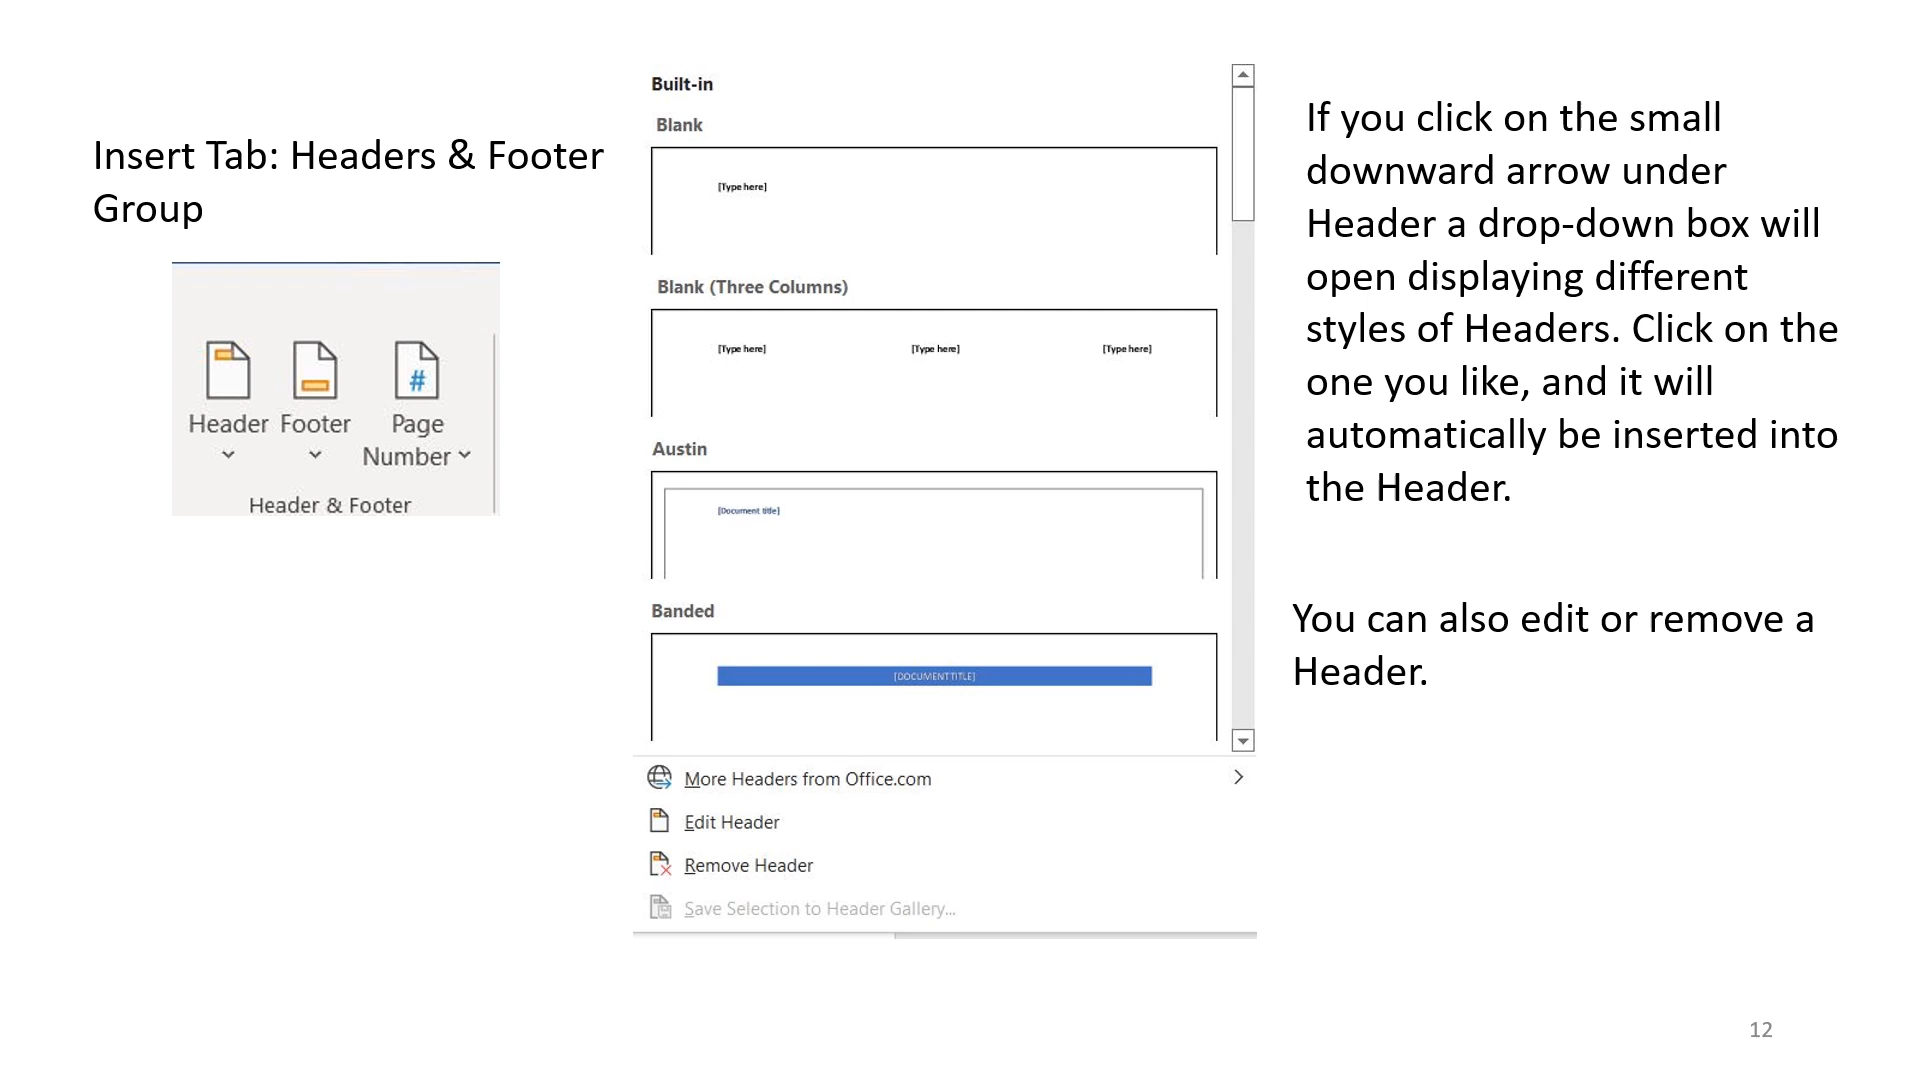 Insert Tab: Headers & Footer
Group
Header
Footer
Page
Number
Header & Footer
Built-in
Blank
[Type here]
Blank (Three Columns)
[Type here] [Type here] [Type here]
Austin
[Document title]
Banded
[DOCUMENT TITLE]
More Headers from Office.com
Edit Header
Remove Header
Save Selection to Header Gallery...
If you click on the small
downward arrow under
Header a drop-down box will
open displaying different
styles of Headers. Click on the
one you like, and it will
automatically be inserted into
the Header.
You can also edit or remove a
Header.
12